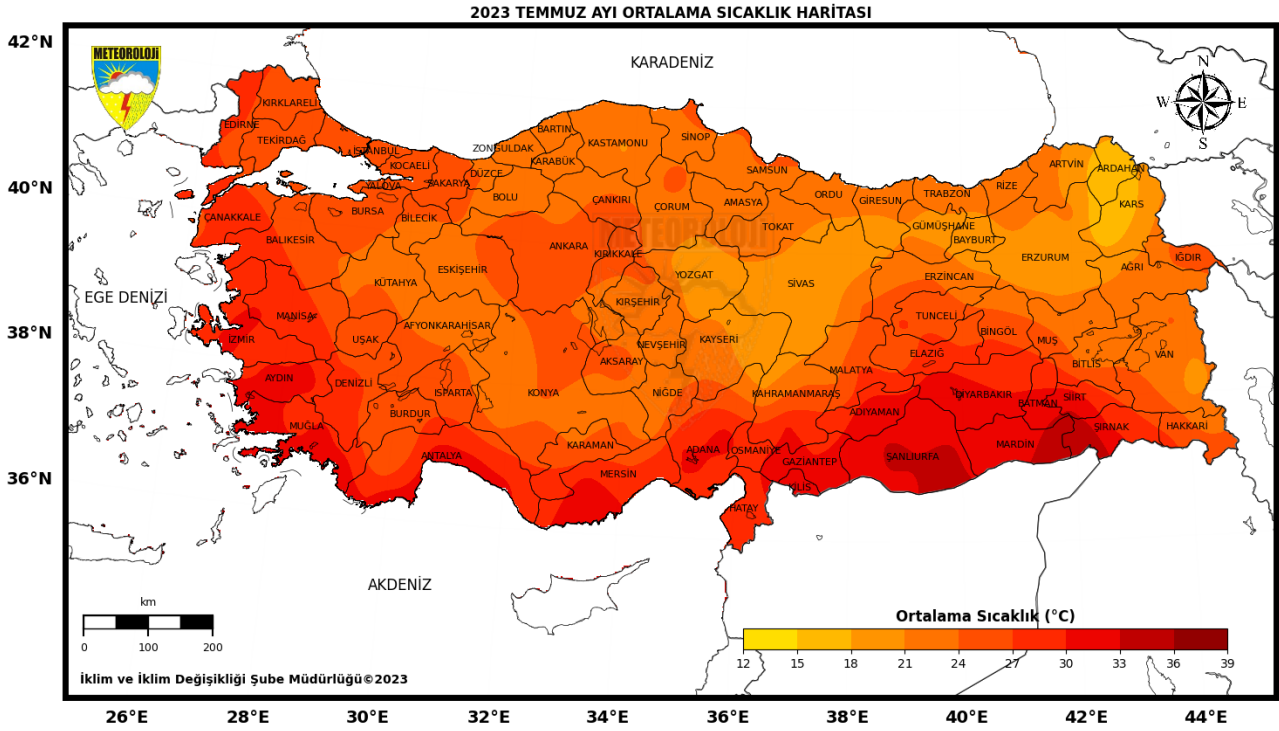 2023 TEMMUZ AYI ORTALAMA SICAKLIK HARİTASI
42°N
40°N
38°N
36°N
METEOROLOJİ
KARADENİZ
N
W
E
S
KIRKLARELİ
EDİRNE
TEKİRDAĞ
İSTANBUL
KOCAELİ
YALOVA
SAKARYA
DÜZCE
ZONGULDAK
BARTIN
KARABÜK
KASTAMONU
SİNOP
SAMSUN
ORDU
GİRESUN
TRABZON
RİZE
ARTVİN
ARDAHAN
KARS
BOLU
ÇANKIRI
ÇORUM
AMASYA
TOKAT
GÜMÜŞHANE
BAYBURT
ÇANAKKALE
BURSA
BİLECİK
BALIKESİR
METEOROLOJİ
ANKARA
KIRIKKALE
ERZURUM
AĞRI
IĞDIR
ESKİŞEHİR
KÜTAHYA
YOZGAT
SİVAS
ERZİNCAN
EGE DENİZİ
KIRŞEHİR
MANİSA
AFYONKARAHİSAR
TUNCELİ
BİNGÖL
İZMİR
UŞAK
NEVŞEHİR
KAYSERİ
MUŞ
ELAZIĞ
VAN
BİTLİS
AKSARAY
MALATYA
AYDIN
DENİZLİ
ISPARTA
KONYA
NİĞDE
KAHRAMANMARAŞ
DİYARBAKIR
SİİRT
BATMAN
BURDUR
ADIYAMAN
MUĞLA
ŞIRNAK
HAKKARİ
KARAMAN
ADANA
OSMANİYE
MARDİN
ANTALYA
GAZİANTEP
ŞANLIURFA
MERSİN
KİLİS
HATAY
AKDENİZ
km
0 100 200
Ortalama Sıcaklık (°C)
12 15 18 21 24 27 30 33 36 39
İklim ve İklim Değişikliği Şube Müdürlüğü©2023
26°E 28°E 30°E 32°E 34°E 36°E 38°E 40°E 42°E 44°E